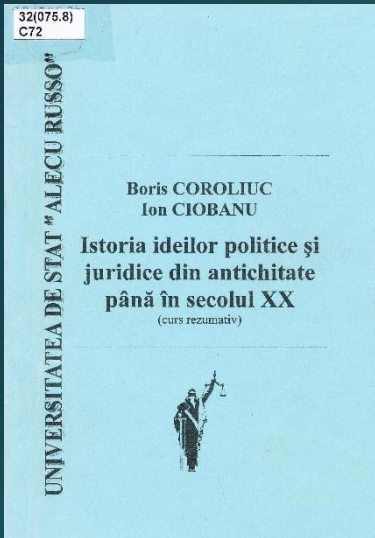 32(075.8)
C72
UNIVERSITATEA DE STAT "ALECU RUSSO"
Boris COROLIUC
Ion CIOBANU
Istoria ideilor politice şi
juridice din antichitate
până în secolul XX
(curs rezumativ)